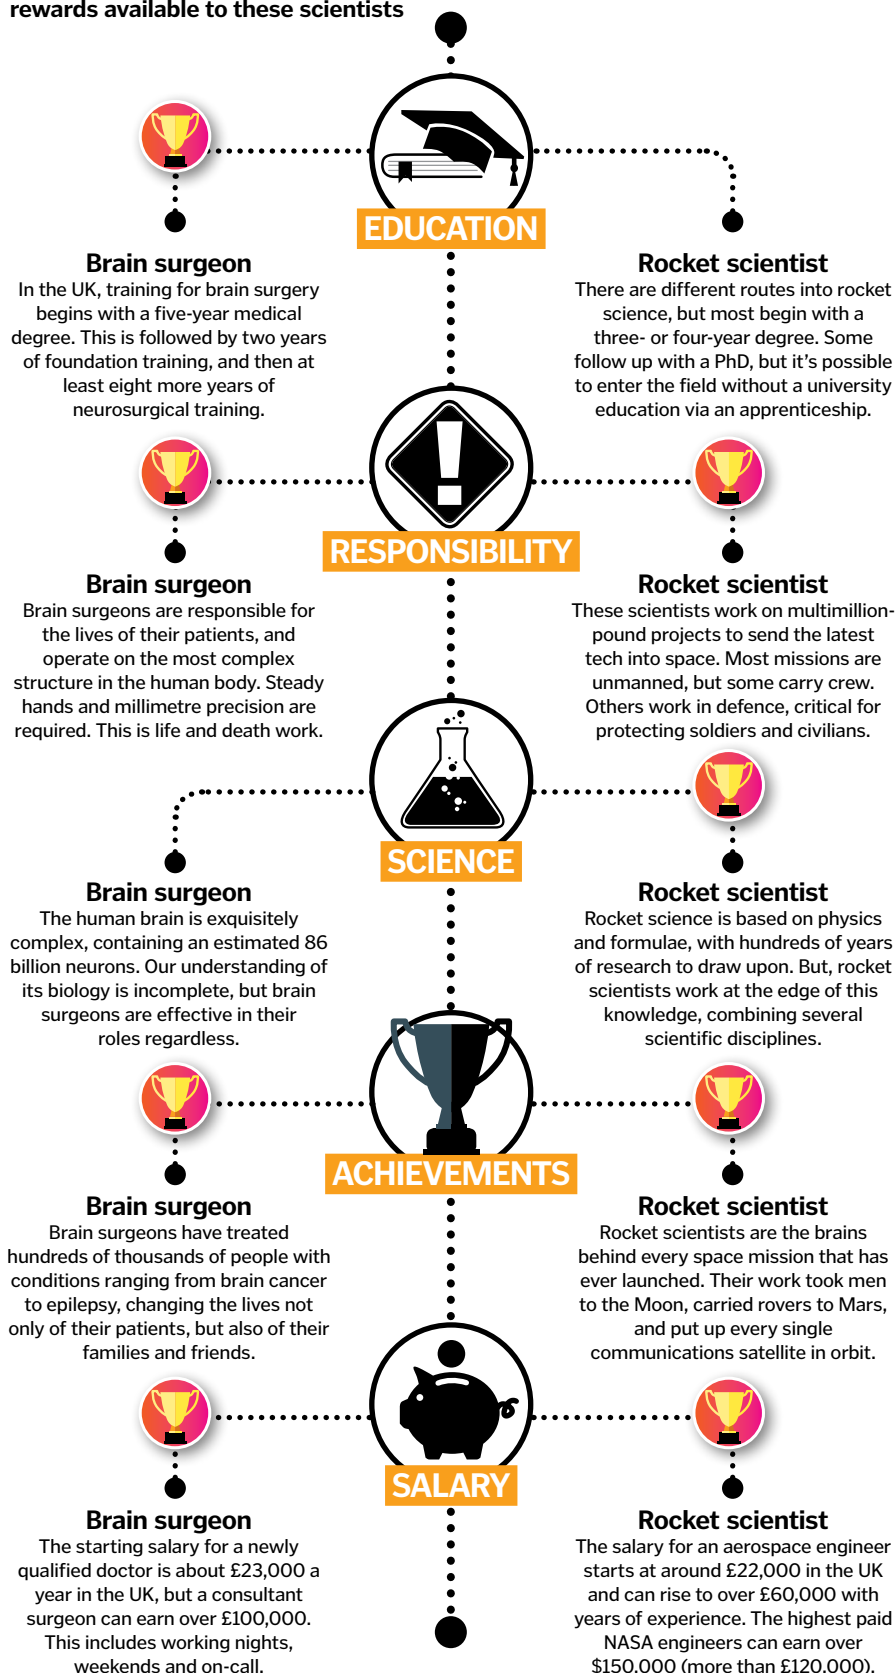 rewards available to these scientists
EDUCATION
Brain surgeon
In the UK, training for brain surgery
begins with a five-year medical
degree. This is followed by two years
of foundation training, and then at
least eight more years of
neurosurgical training.
Rocket scientist
There are different routes into rocket
science, but most begin with a
three- or four-year degree. Some
follow up with a PhD, but it's possible
to enter the field without a university
education via an apprenticeship.
RESPONSIBILITY
Brain surgeon
Brain surgeons are responsible for
the lives of their patients, and
operate on the most complex
structure in the human body. Steady
hands and millimetre precision are
required. This is life and death work.
Rocket scientist
These scientists work on multimillion-
pound projects to send the latest
tech into space. Most missions are
unmanned, but some carry crew.
Others work in defence, critical for
protecting soldiers and civilians.
SCIENCE
Brain surgeon
The human brain is exquisitely
complex, containing an estimated 86
billion neurons. Our understanding of
its biology is incomplete, but brain
surgeons are effective in their
roles regardless.
Rocket scientist
Rocket science is based on physics
and formulae, with hundreds of years
of research to draw upon. But, rocket
scientists work at the edge of this
knowledge, combining several
scientific disciplines.
ACHIEVEMENTS
Brain surgeon
Brain surgeons have treated
hundreds of thousands of people with
conditions ranging from brain cancer
to epilepsy, changing the lives not
only of their patients, but also of their
families and friends.
Rocket scientist
Rocket scientists are the brains
behind every space mission that has
ever launched. Their work took men
to the Moon, carried rovers to Mars,
and put up every single
communications satellite in orbit.
SALARY
Brain surgeon
The starting salary for a newly
qualified doctor is about £23,000 a
year in the UK, but a consultant
surgeon can earn over £100,000.
This includes working nights,
weekends and on-call.
Rocket scientist
The salary for an aerospace engineer
starts at around £22,000 in the UK
and can rise to over £60,000 with
years of experience. The highest paid
NASA engineers can earn over
$150,000 (more than £120,000).